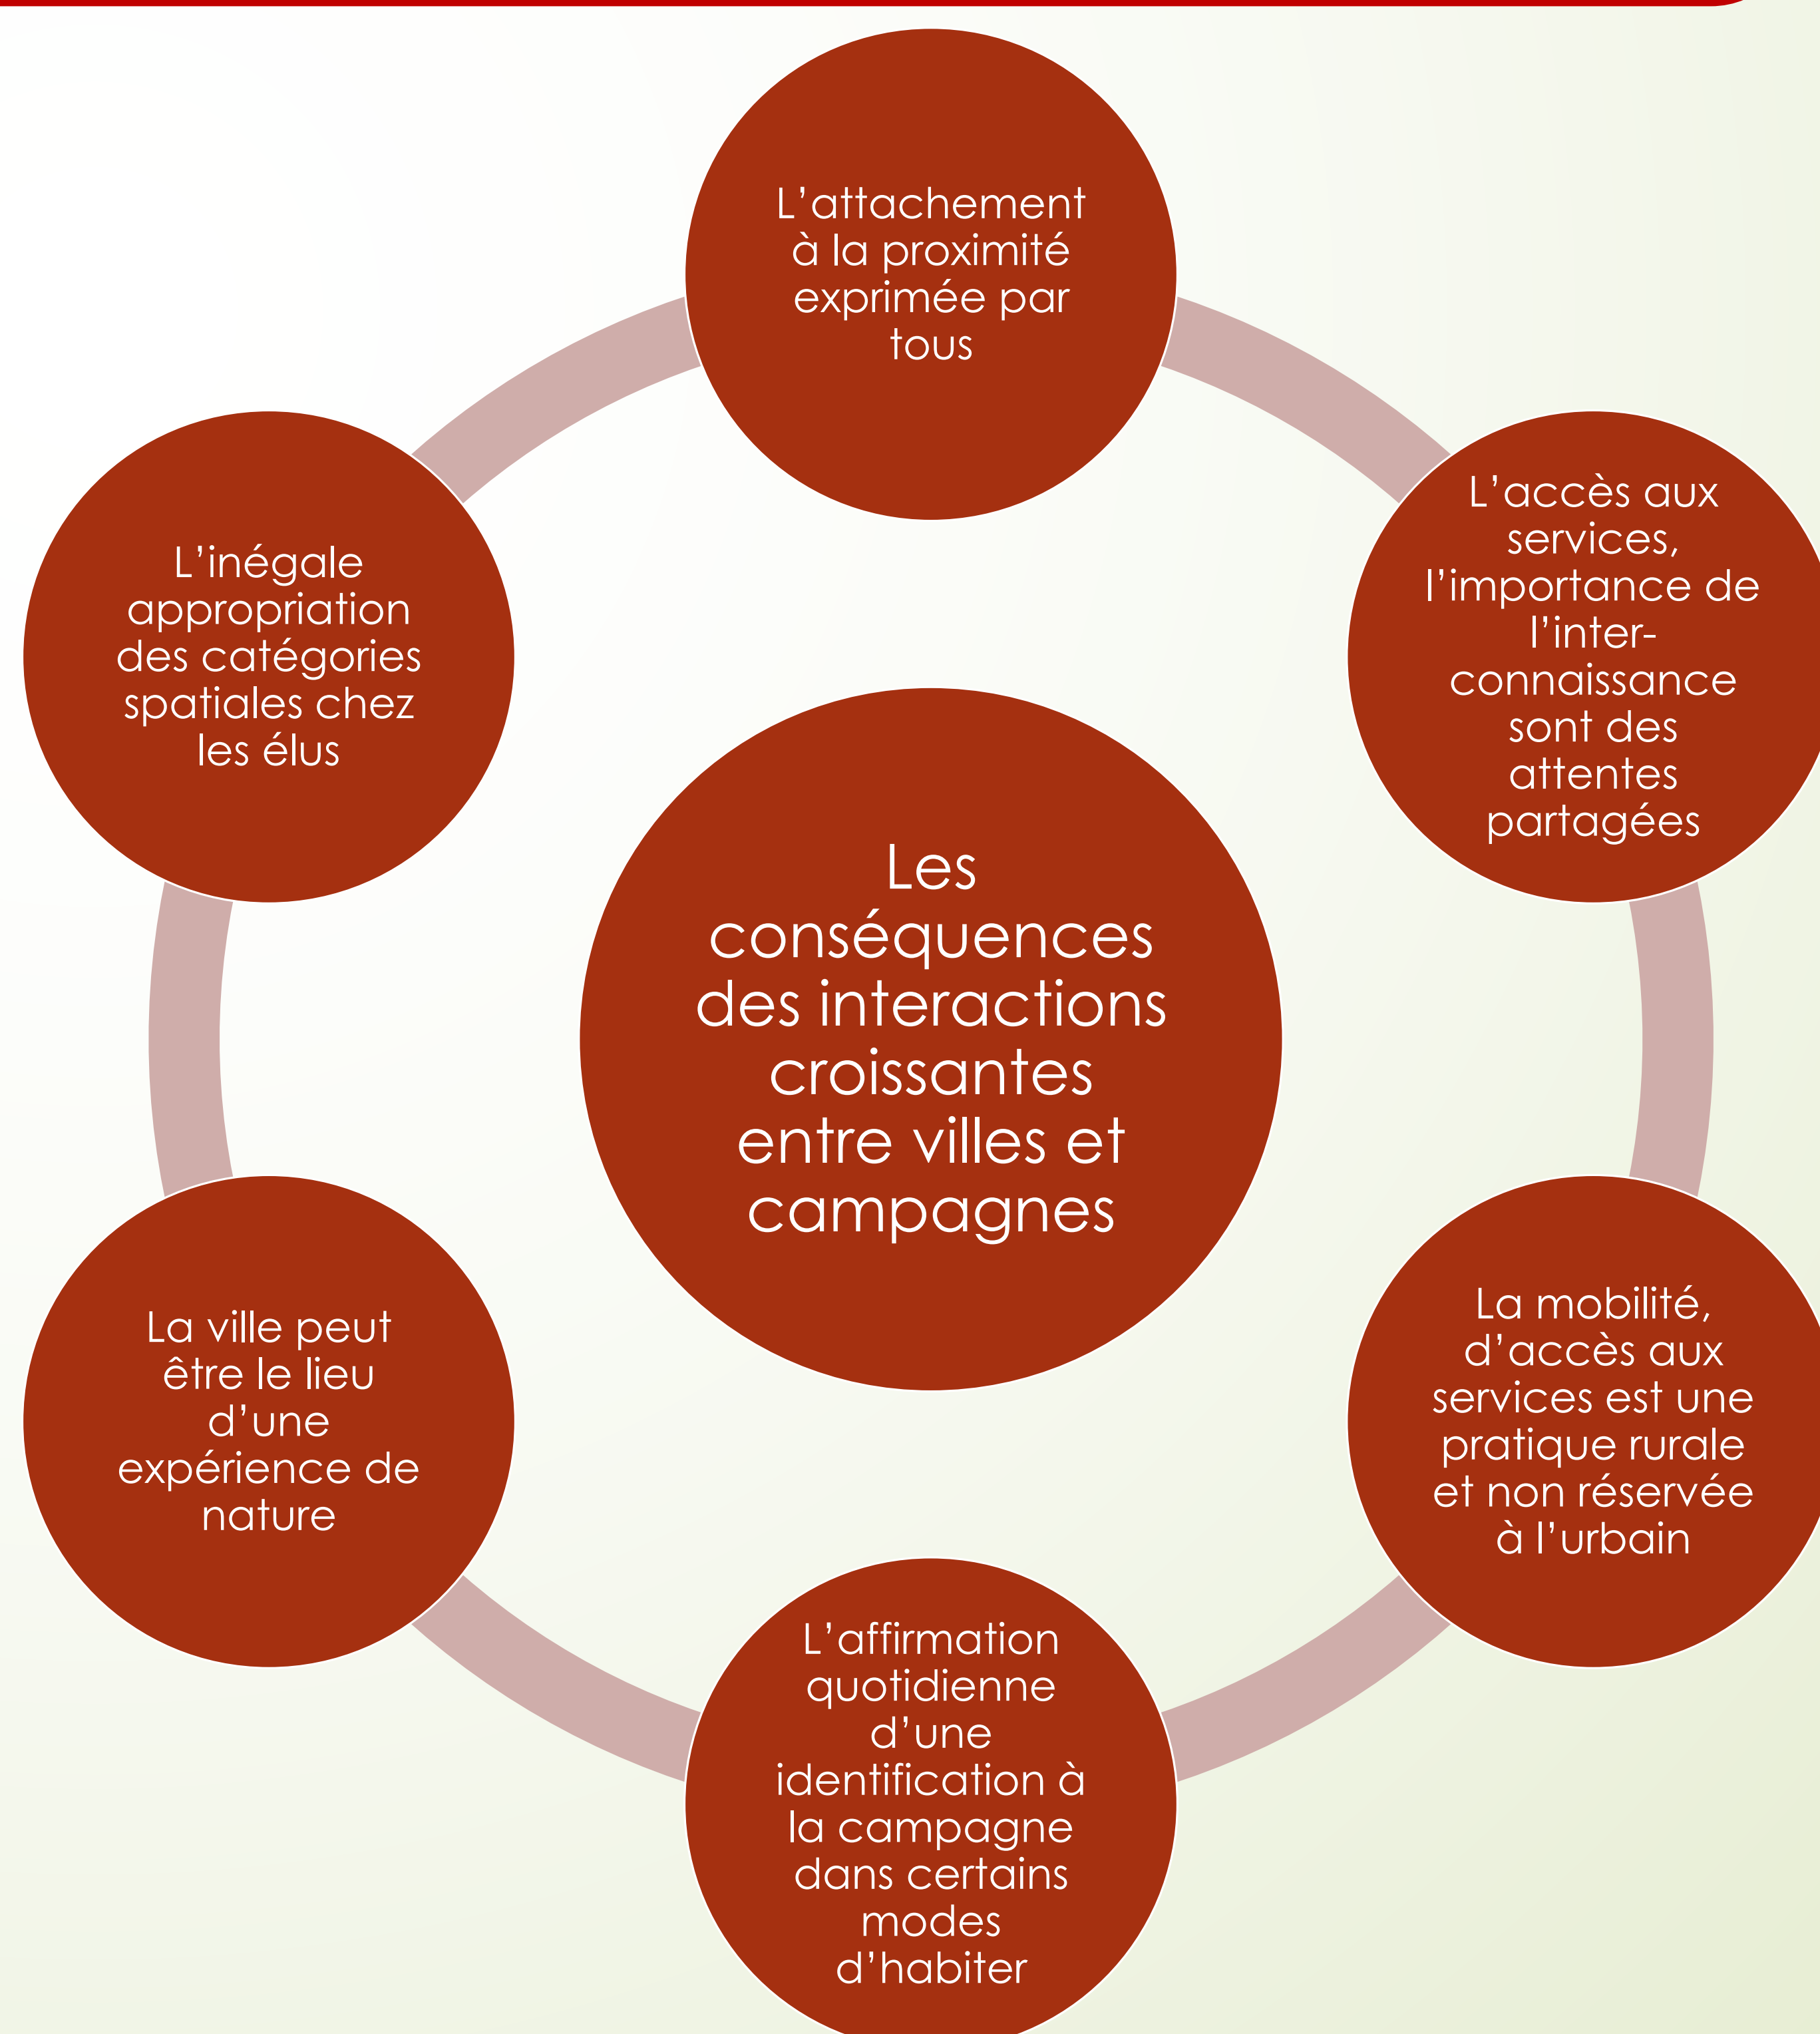 L'attachement
à la proximité
exprimée par
tous
L'accès aux
services,
l'importance de
l'inter-
connaissance
sont des
attentes
partagées
La mobilité,
d'accès aux
services est une
pratique rurale
et non réservée
à l'urbain
L'affirmation
quotidienne
d'une
identification à
la campagne
dans certains
modes
d'habiter
La ville peut
être le lieu
d'une
expérience de
nature
L'inégale
appropriation
des catégories
spatiales chez
les élus
Les
conséquences
des interactions
croissantes
entre villes et
campagnes